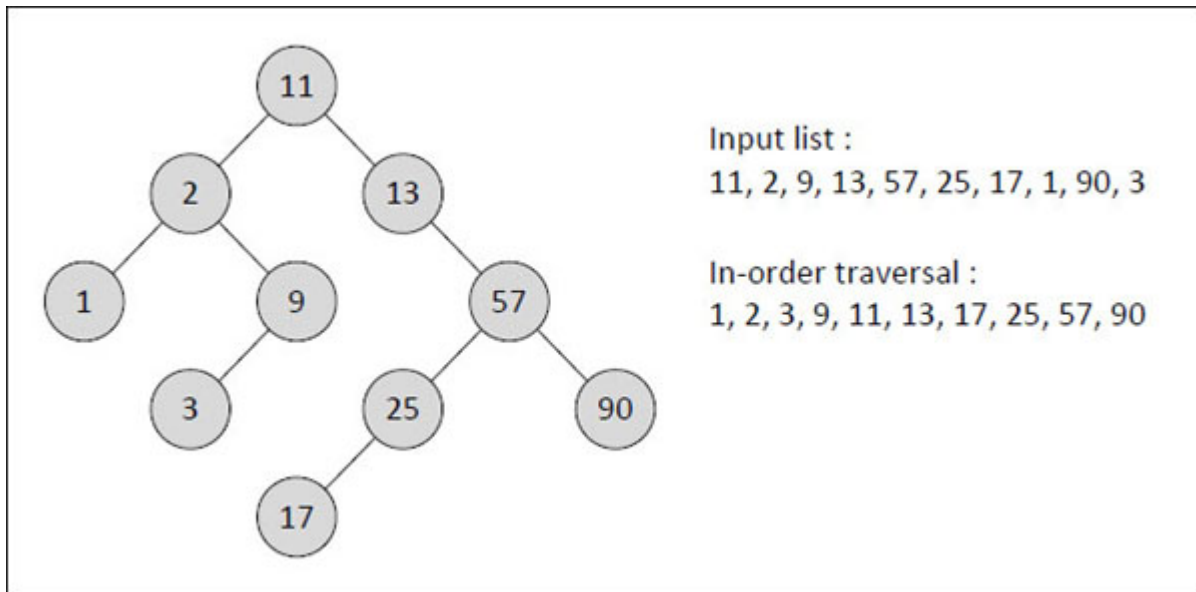 11
2
13
1
9
57
3
25
90
17
Input list :
11, 2, 9, 13, 57, 25, 17, 1, 90, 3
In-order traversal :
1, 2, 3, 9, 11, 13, 17, 25, 57, 90